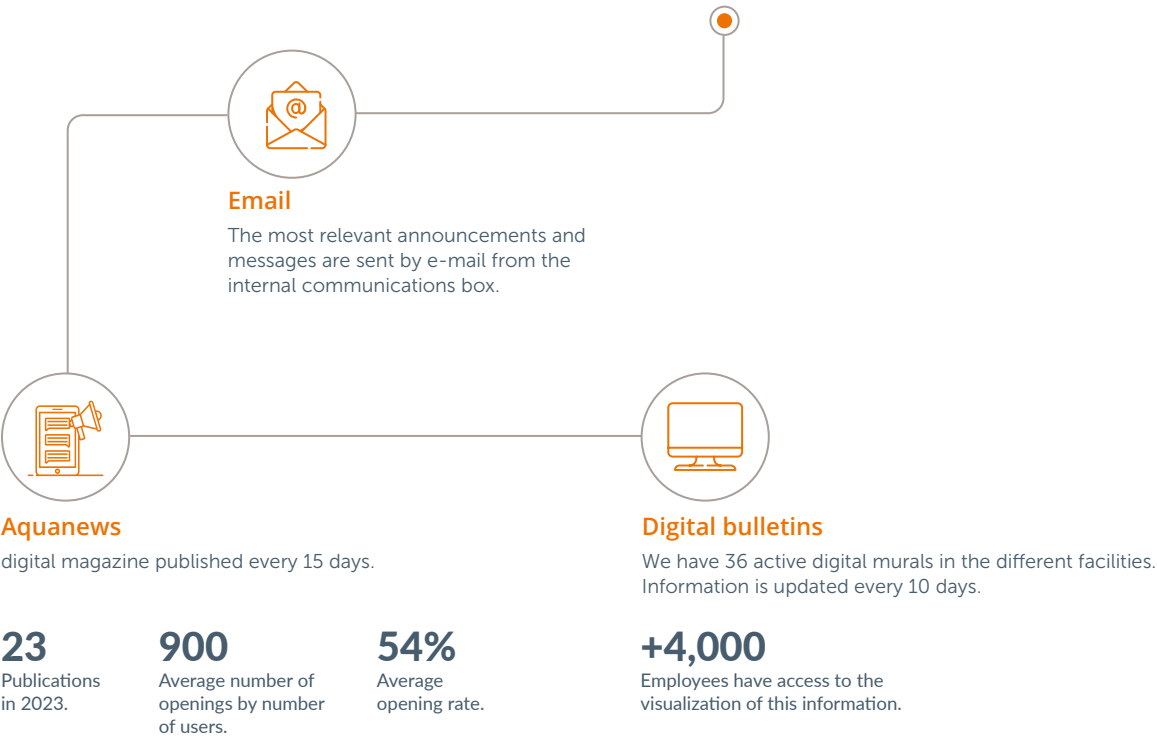 @
Email
The most relevant announcements and
messages are sent by e-mail from the
internal communications box.
Aquanews
digital magazine published every 15 days.
23
Publications
in 2023.
900
Average number of
openings by number
of users.
54%
Average
opening rate.
Digital bulletins
We have 36 active digital murals in the different facilities.
Information is updated every 10 days.
+4,000
Employees have access to the
visualization of this information.